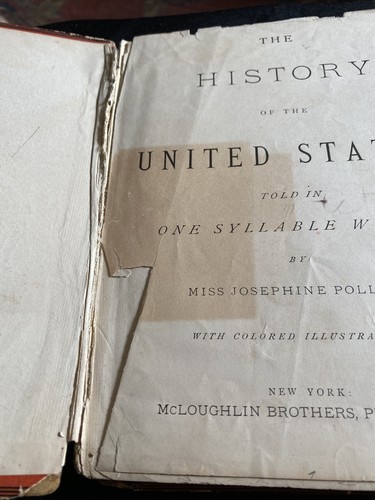 THE
HISTORY
OF THE
UNITED STAT
TOLD IN
ONE SYLLABLE W
BY
MISS JOSEPHINE POLL
WITH COLORED ILLUSTRA
NEW YORK:
McLOUGHLIN BROTHERS, P